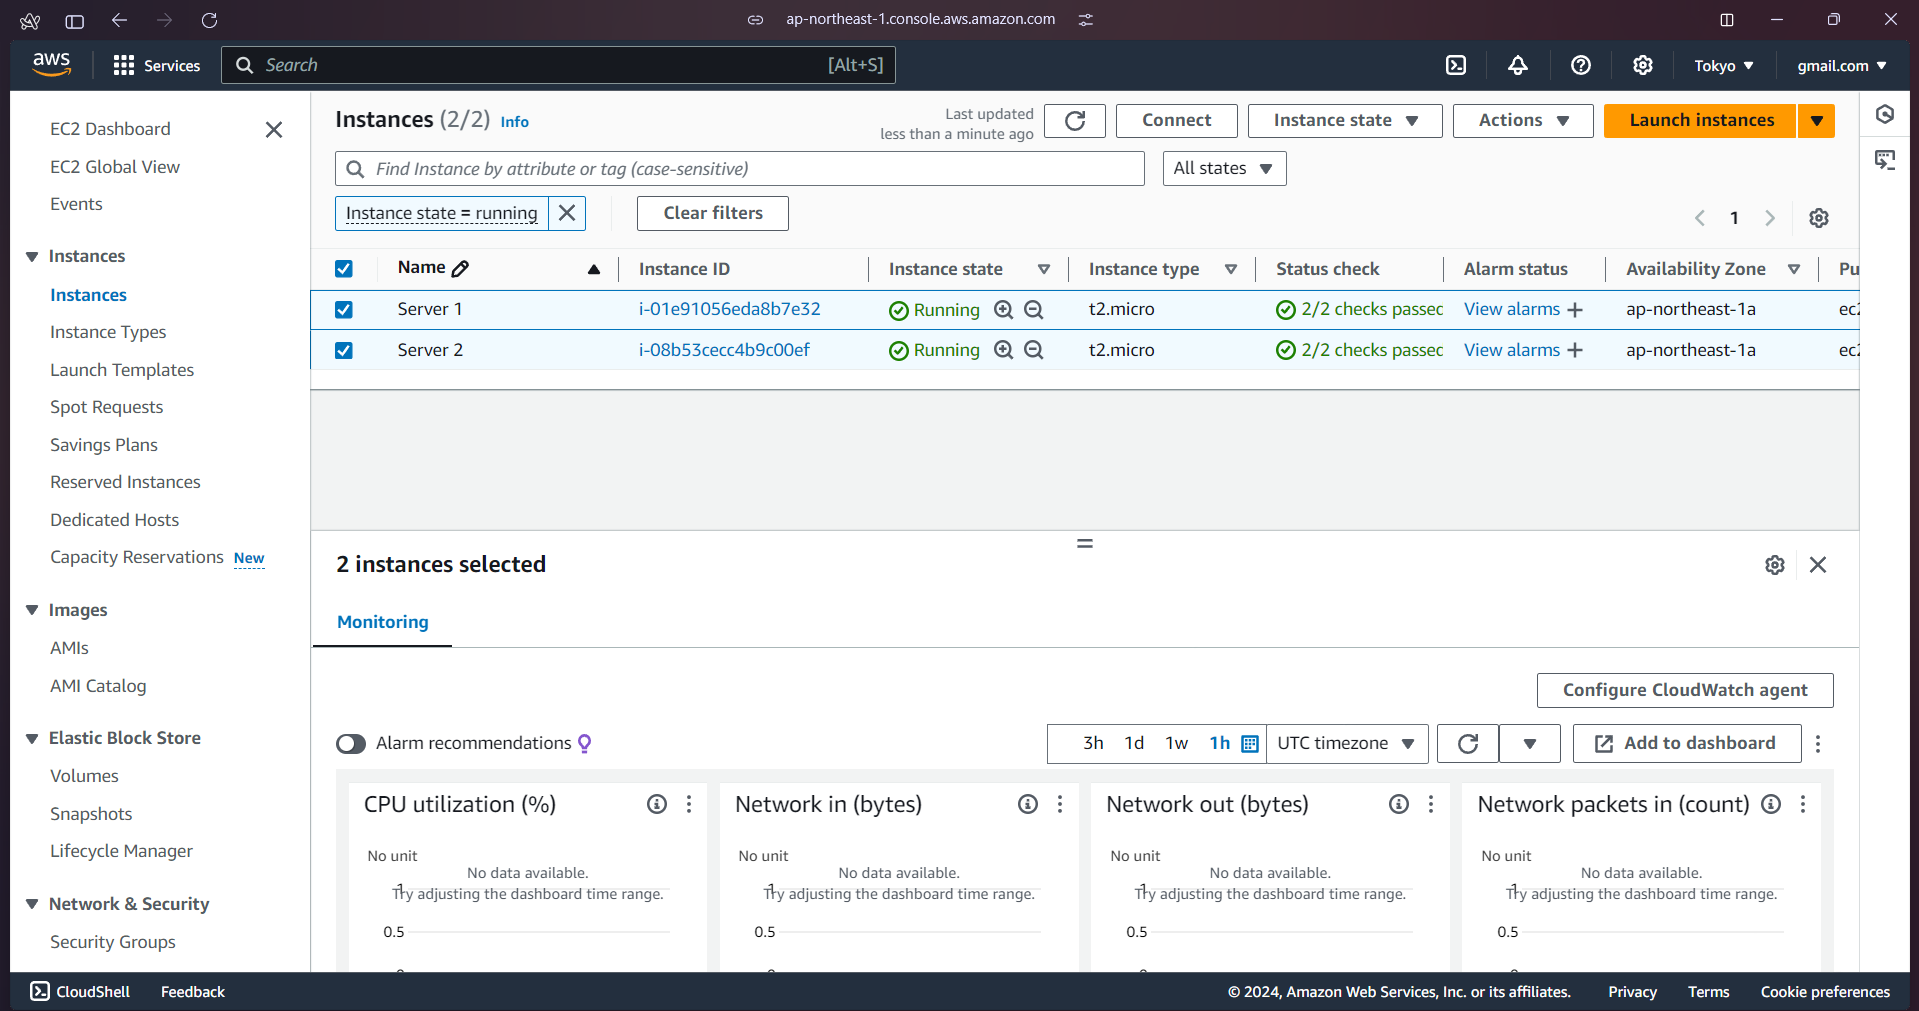 ap-northeast-1.console.aws.amazon.com
aws
Services
Search
[Alt+S]
Tokyo
gmail.com
EC2 Dashboard
EC2 Global View
Events
Instances
Instances
Instance Types
Launch Templates
Spot Requests
Savings Plans
Reserved Instances
Dedicated Hosts
Capacity Reservations New
Images
AMIs
AMI Catalog
Elastic Block Store
Volumes
Snapshots
Lifecycle Manager
Network & Security
Security Groups
Instances (2/2) Info
Last updated
less than a minute ago
Connect
Instance state
Actions
Launch instances
Find Instance by attribute or tag (case-sensitive)
All states
Instance state = running
Clear filters
1
Name Instance ID Instance state Instance type Status check Alarm status Availability Zone Pu
Server 1 i-01e91056eda8b7e32 Running t2.micro 2/2 checks passec View alarms + ap-northeast-1a ec2
Server 2 i-08b53cecc4b9c00ef Running t2.micro 2/2 checks passec View alarms + ap-northeast-1a ec2
2 instances selected
Monitoring
Configure CloudWatch agent
Alarm recommendations
3h 1d 1w 1h UTC timezone
Add to dashboard
CPU utilization (%)
No unit
No data available.
1
Try adjusting the dashboard time range.
0.5
Network in (bytes)
No unit
No data available.
1
Try adjusting the dashboard time range.
0.5
Network out (bytes)
No unit
No data available.
1
Try adjusting the dashboard time range.
0.5
Network packets in (count)
No unit
No data available.
1
Try adjusting the dashboard time range.
0.5
CloudShell Feedback
© 2024, Amazon Web Services, Inc. or its affiliates. Privacy Terms Cookie preferences